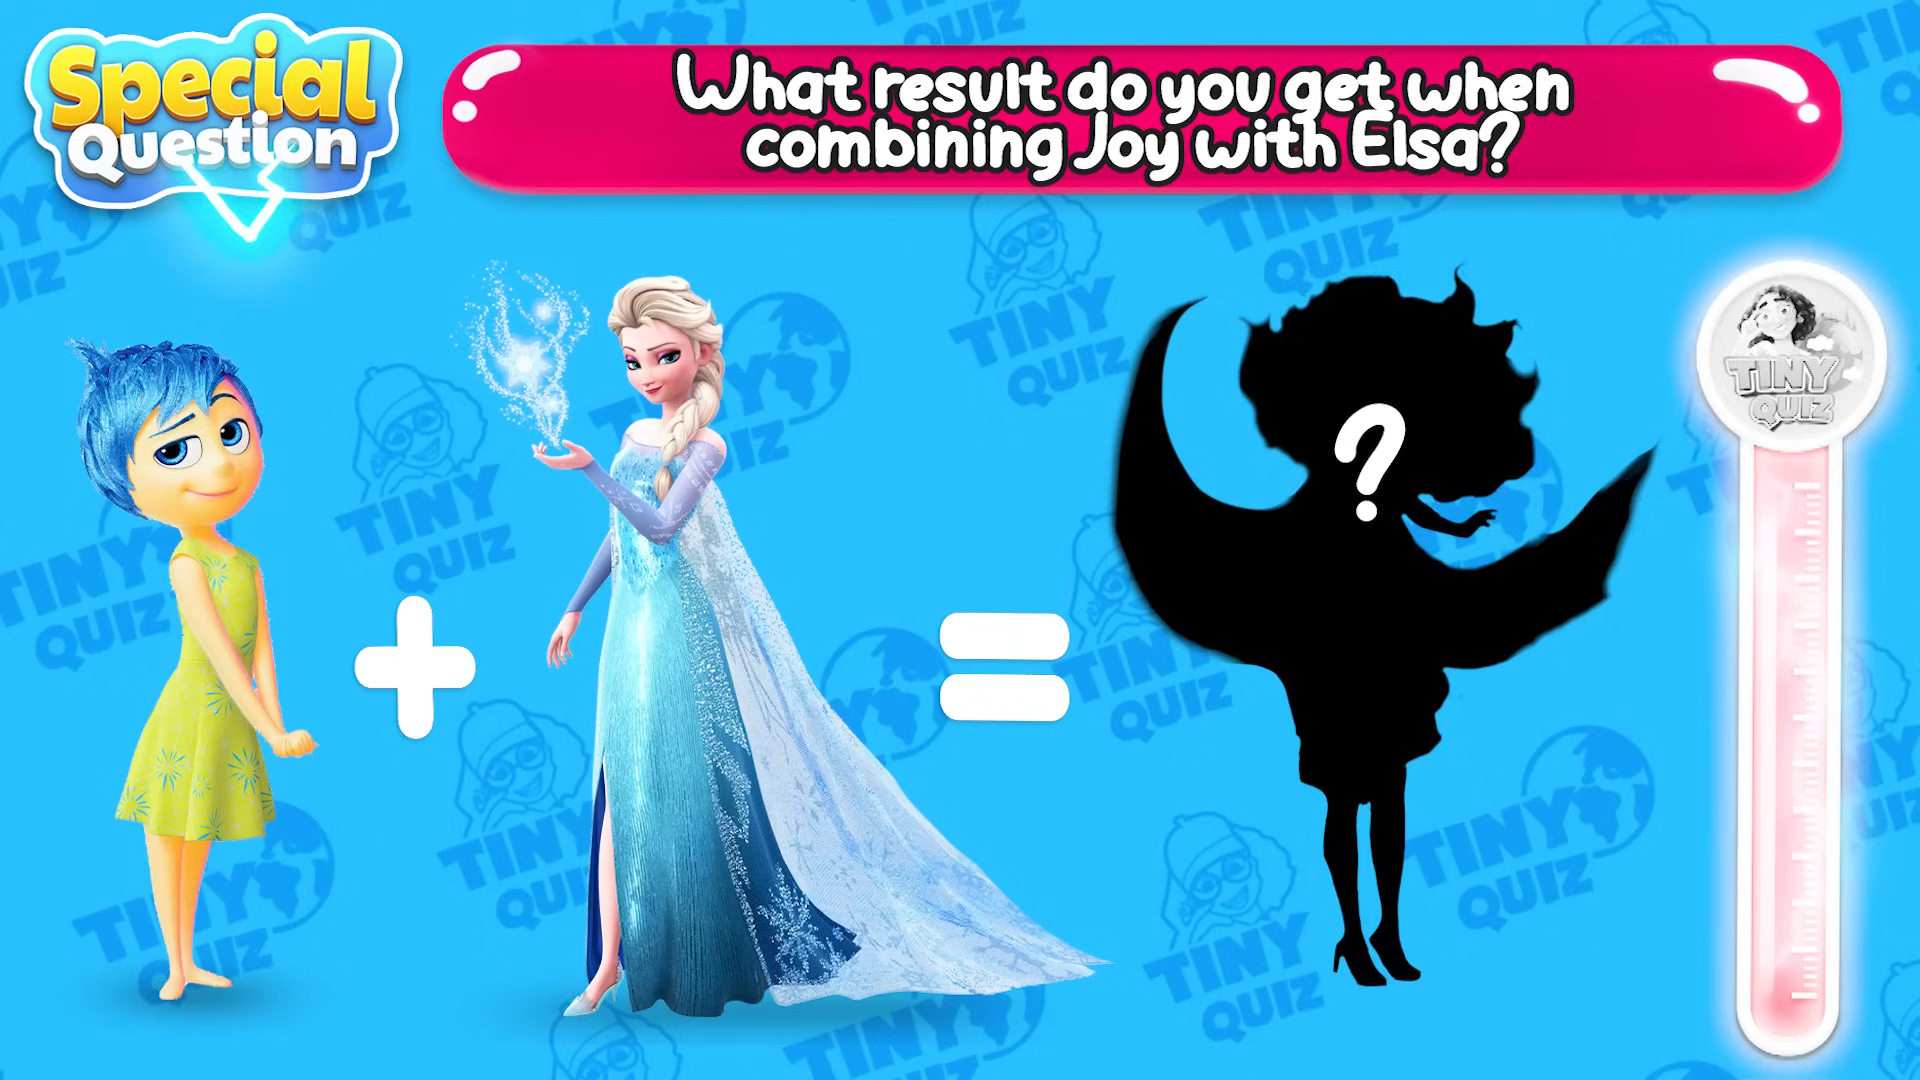 Special
Question
What result do you get when
combining Joy with Elsa?
TINY
QUIZ